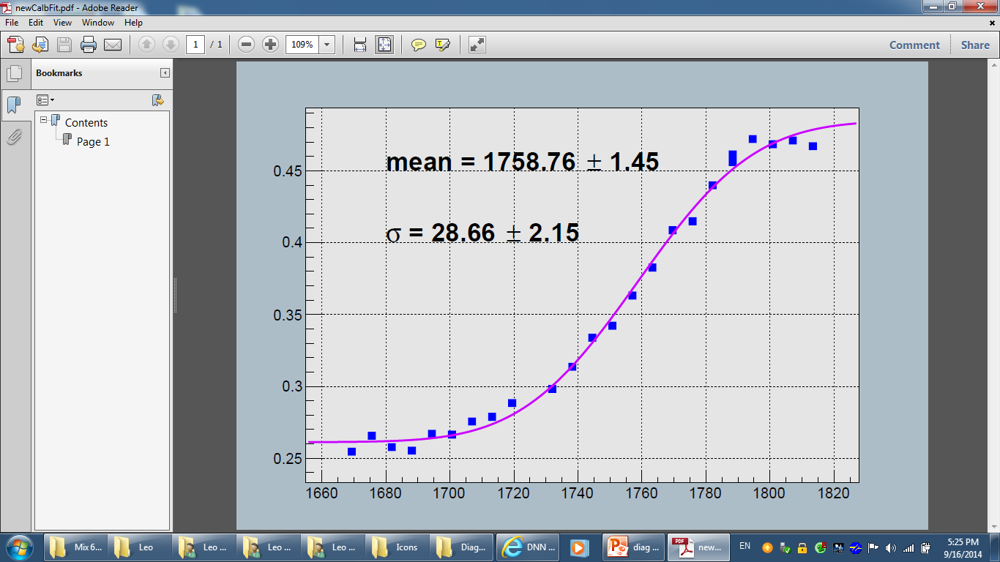 newCalbFit.pdf - Adobe Reader
File Edit View Window Help
1 / 1 109% Comment Share
Bookmarks
Contents
Page 1
mean = 1758.76 ± 1.45
σ = 28.66 ± 2.15
0.45
0.4
0.35
0.3
0.25
1660 1680 1700 1720 1740 1760 1780 1800 1820
Mix 6... Leo Leo ... Leo ... Leo ... Icons Diag... DNN ... diag ... PDF new... EN 5:25 PM
9/16/2014